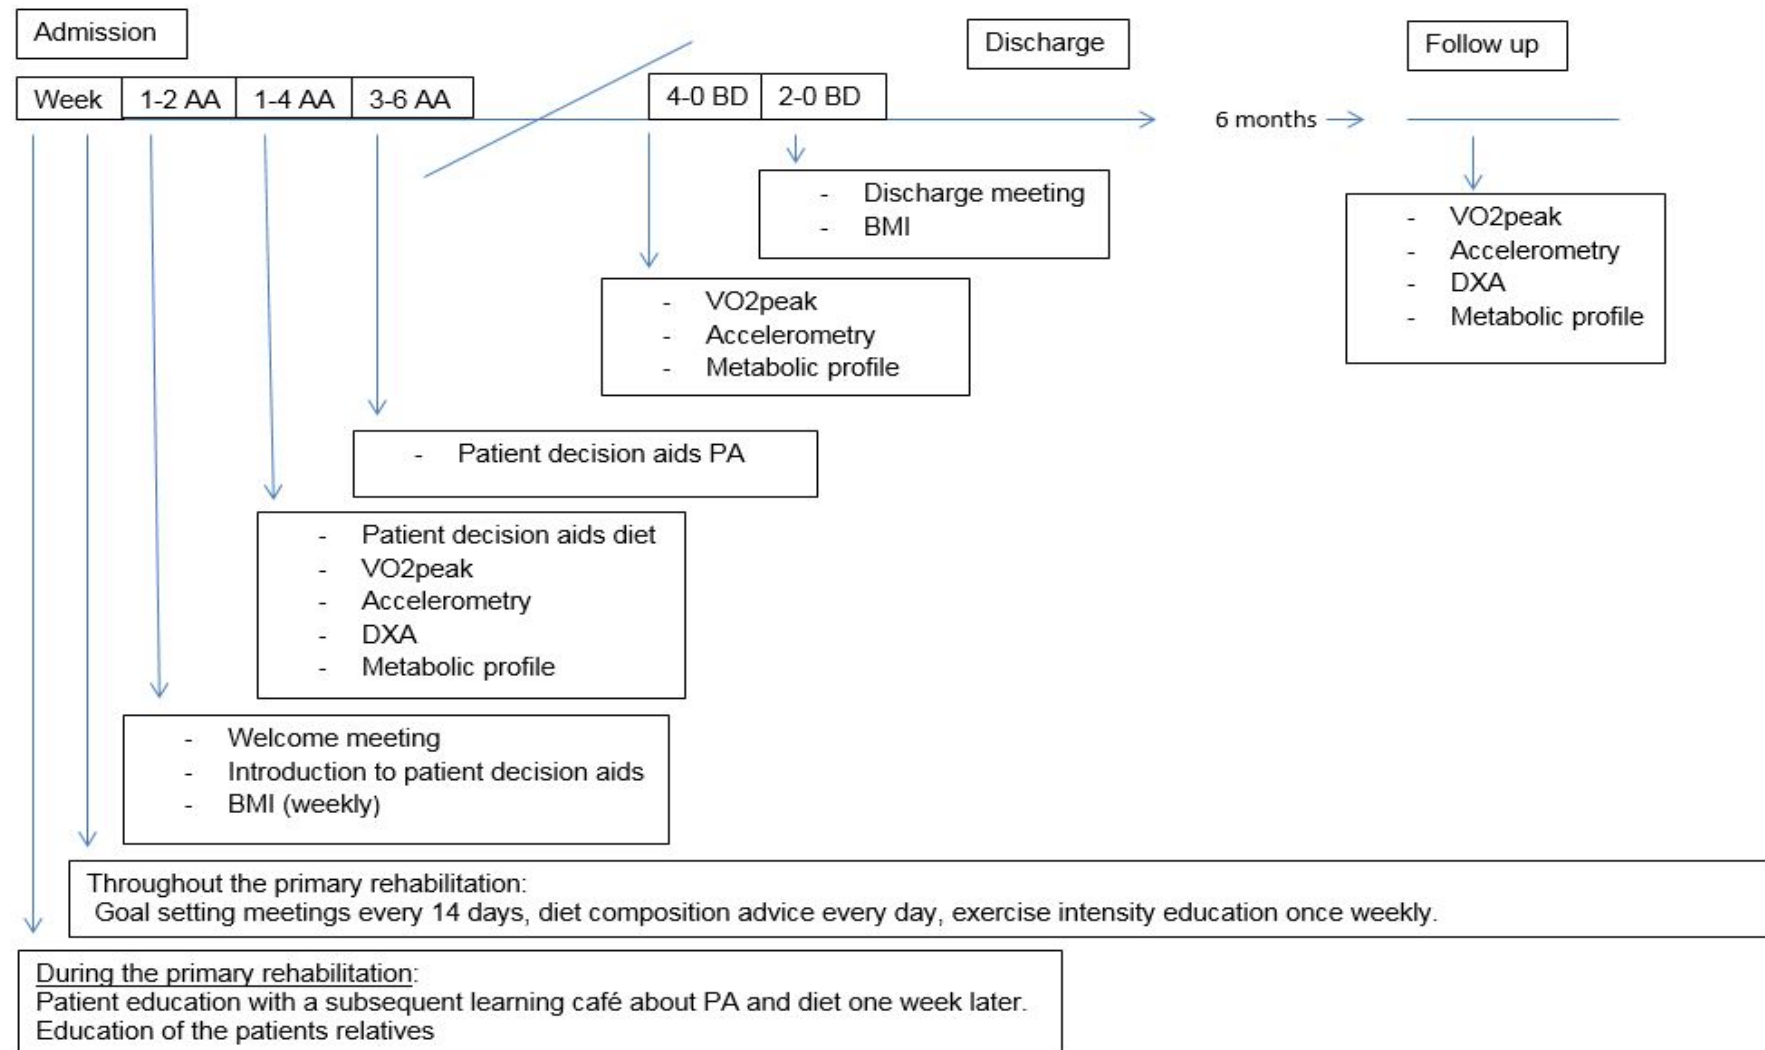 Admission
Discharge
Follow up
Week
1-2 AA
1-4 AA
3-6 AA
4-0 BD
2-0 BD
6 months
- Discharge meeting
- BMI
- VO2peak
- Accelerometry
- DXA
- Metabolic profile
- VO2peak
- Accelerometry
- Metabolic profile
- Patient decision aids PA
- Patient decision aids diet
- VO2peak
- Accelerometry
- DXA
- Metabolic profile
- Welcome meeting
- Introduction to patient decision aids
- BMI (weekly)
Throughout the primary rehabilitation:
Goal setting meetings every 14 days, diet composition advice every day, exercise intensity education once weekly.
During the primary rehabilitation:
Patient education with a subsequent learning café about PA and diet one week later.
Education of the patients relatives